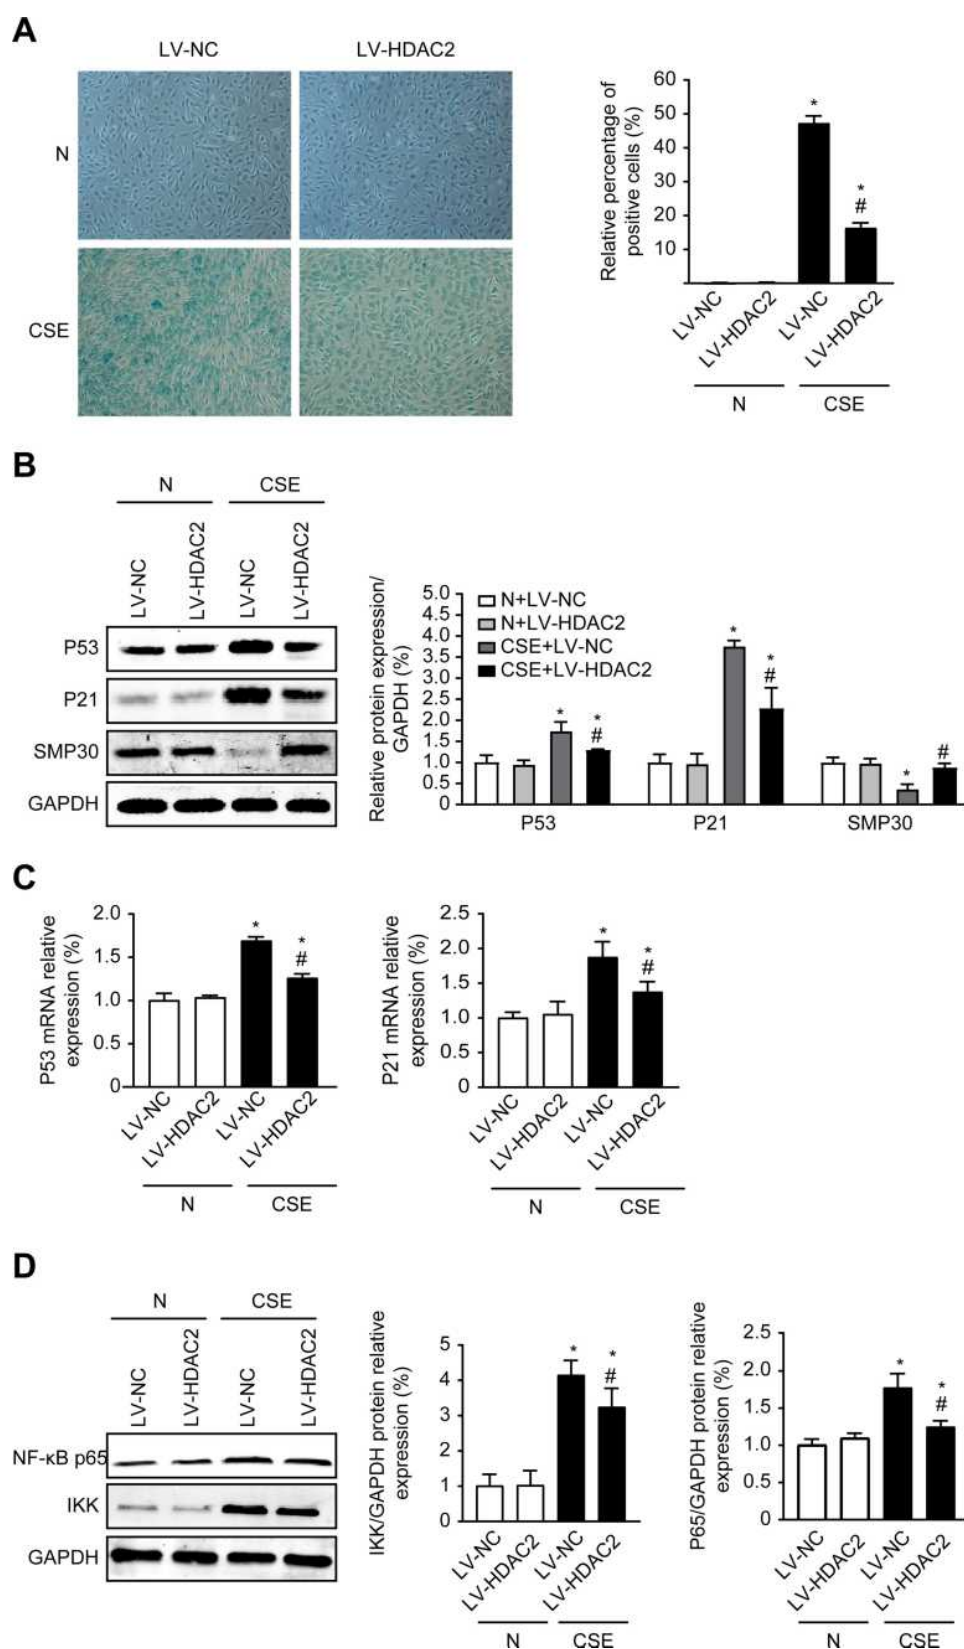 A
LV-NC
LV-HDAC2
N
CSE
Relative percentage of
positive cells (%)
60
50
40
30
20
10
*
*
#
LV-NC
LV-HDAC2
LV-NC
LV-HDAC2
N
CSE
B
N
CSE
LV-NC
LV-HDAC2
LV-NC
LV-HDAC2
P53
P21
SMP30
GAPDH
Relative protein expression/
GAPDH (%)
5.0
4.5
4.0
3.5
3.0
2.5
2.0
1.5
1.0
0.5
0
N+LV-NC
N+LV-HDAC2
CSE+LV-NC
CSE+LV-HDAC2
*
*
#
*
*
#
*
#
P53
P21
SMP30
C
P53 mRNA relative
expression (%)
2.0
1.5
1.0
0.5
0
*
*
#
LV-NC
LV-HDAC2
LV-NC
LV-HDAC2
N
CSE
P21 mRNA relative
expression (%)
2.5
2.0
1.5
1.0
0.5
0
*
*
#
LV-NC
LV-HDAC2
LV-NC
LV-HDAC2
N
CSE
D
N
CSE
LV-NC
LV-HDAC2
LV-NC
LV-HDAC2
NF-κB p65
IKK
GAPDH
IKK/GAPDH protein relative
expression (%)
5
4
3
2
1
0
*
*
#
LV-NC
LV-HDAC2
LV-NC
LV-HDAC2
N
CSE
P65/GAPDH protein relative
expression (%)
2.5
2.0
1.5
1.0
0.5
0
*
*
#
LV-NC
LV-HDAC2
LV-NC
LV-HDAC2
N
CSE